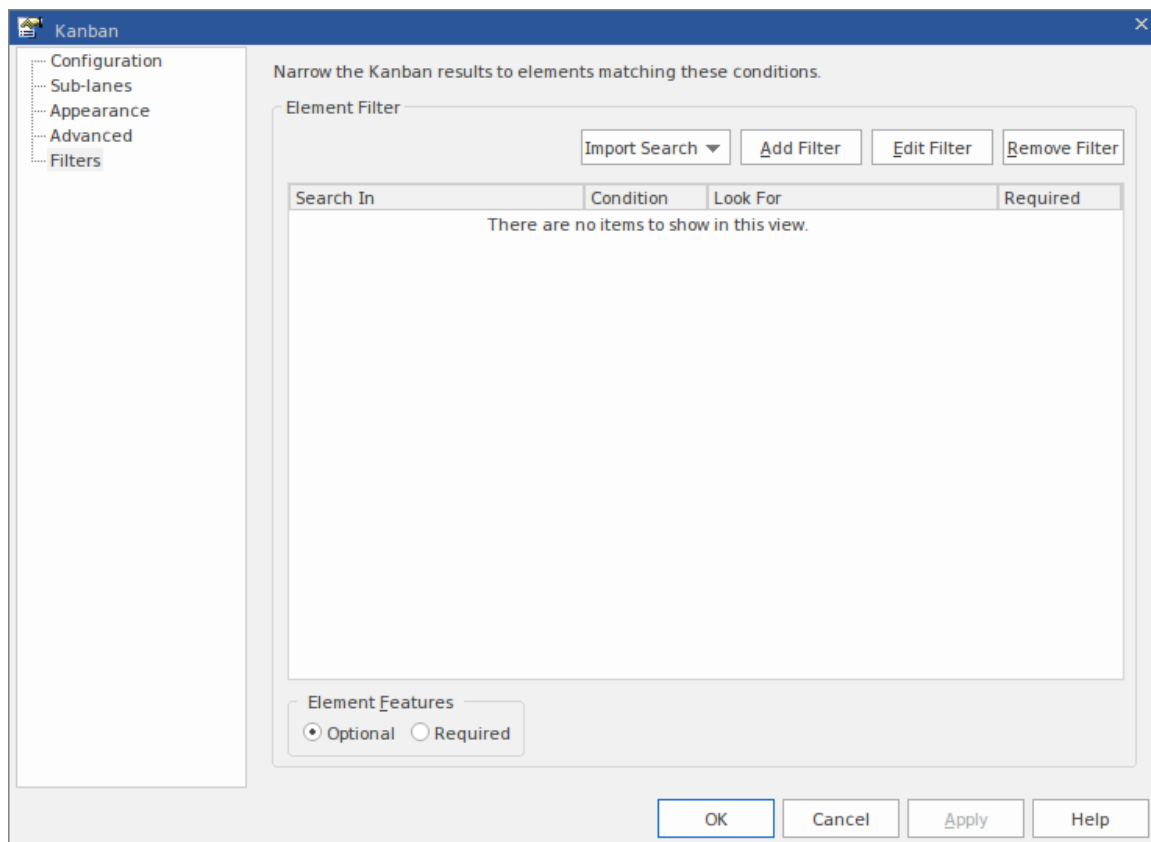 Kanban
Configuration
Sub-lanes
Appearance
Advanced
Filters
Narrow the Kanban results to elements matching these conditions.
Element Filter
Import Search Add Filter Edit Filter Remove Filter
Search In Condition Look For Required
There are no items to show in this view.
Element Features
Optional Required
OK Cancel Apply Help